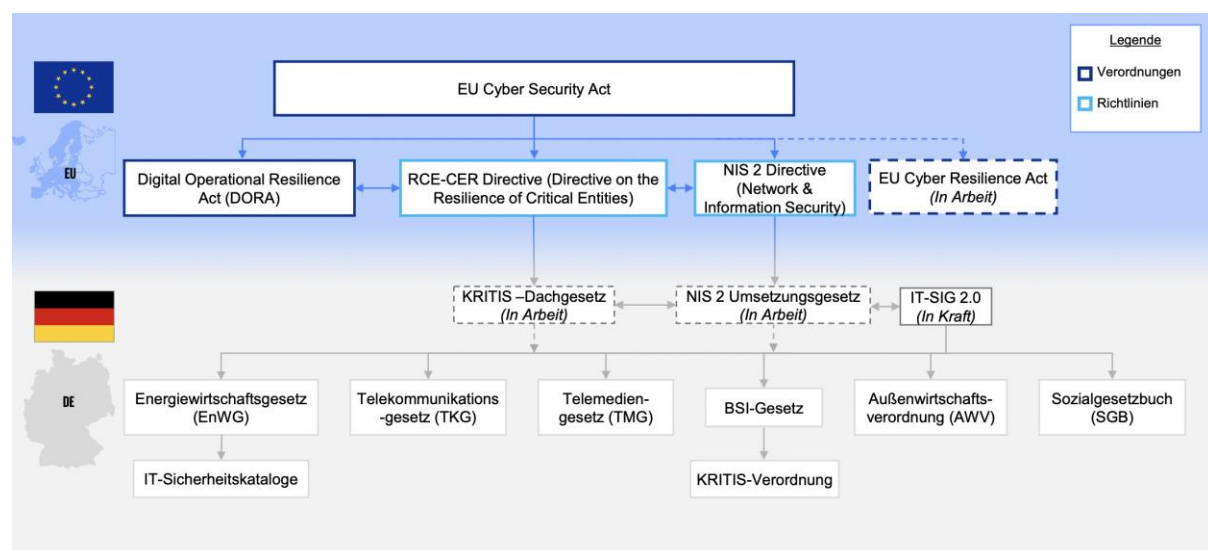 Legende
Verordnungen
Richtlinien
EU Cyber Security Act
EU
Digital Operational Resilience
Act (DORA)
RCE-CER Directive (Directive on the
Resilience of Critical Entities)
NIS 2 Directive
(Network &
Information Security)
EU Cyber Resilience Act
(In Arbeit)
KRITIS –Dachgesetz
(In Arbeit)
NIS 2 Umsetzungsgesetz
(In Arbeit)
IT-SIG 2.0
(In Kraft)
DE
Energiewirtschaftsgesetz
(EnWG)
Telekommunikations
-gesetz (TKG)
Telemedien-
gesetz (TMG)
BSI-Gesetz
Außenwirtschafts-
verordnung (AWV)
Sozialgesetzbuch
(SGB)
IT-Sicherheitskataloge
KRITIS-Verordnung